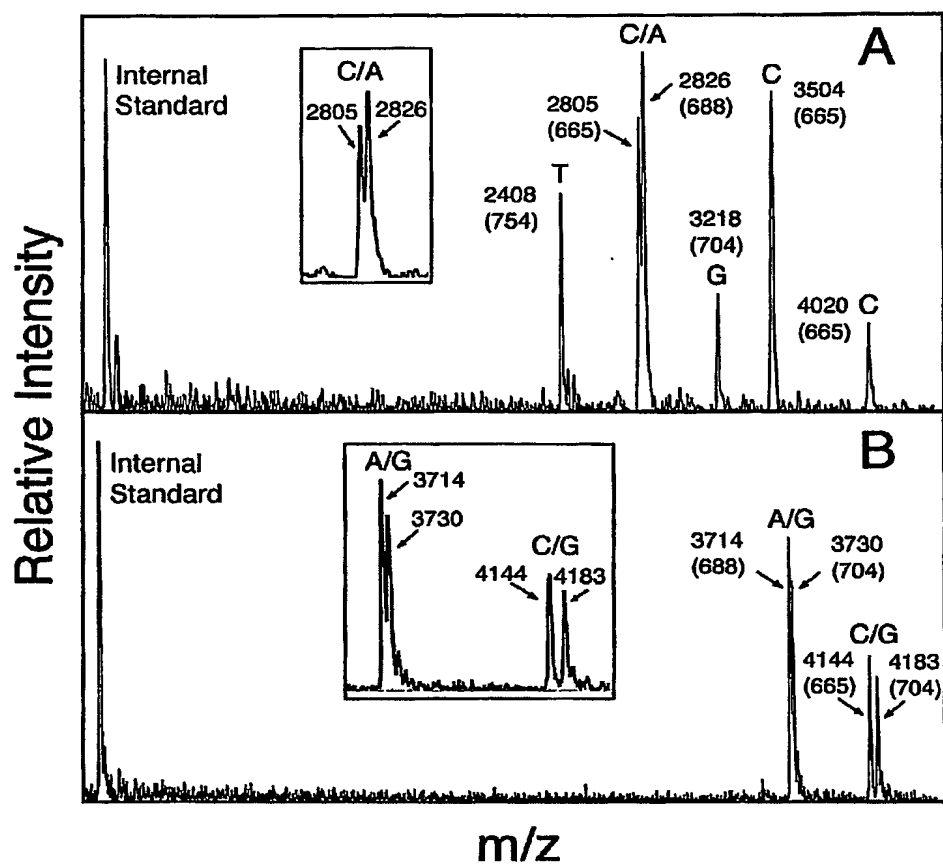 Relative Intensity
A
Internal
Standard
C/A
2805
2826
T
2408
(754)
C/A
2805
(665)
2826
(688)
3218
(704)
G
C
3504
(665)
4020
(665)
C
B
Internal
Standard
A/G
3714
3730
C/G
4144
4183
A/G
3714
(688)
3730
(704)
C/G
4144
(665)
4183
(704)
m/z